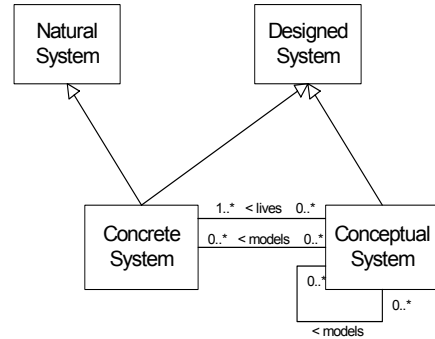 Natural
System
Designed
System
1..* < lives 0..*
0..* < models 0..*
Concrete
System
Conceptual
System
0..*
0..*
< models